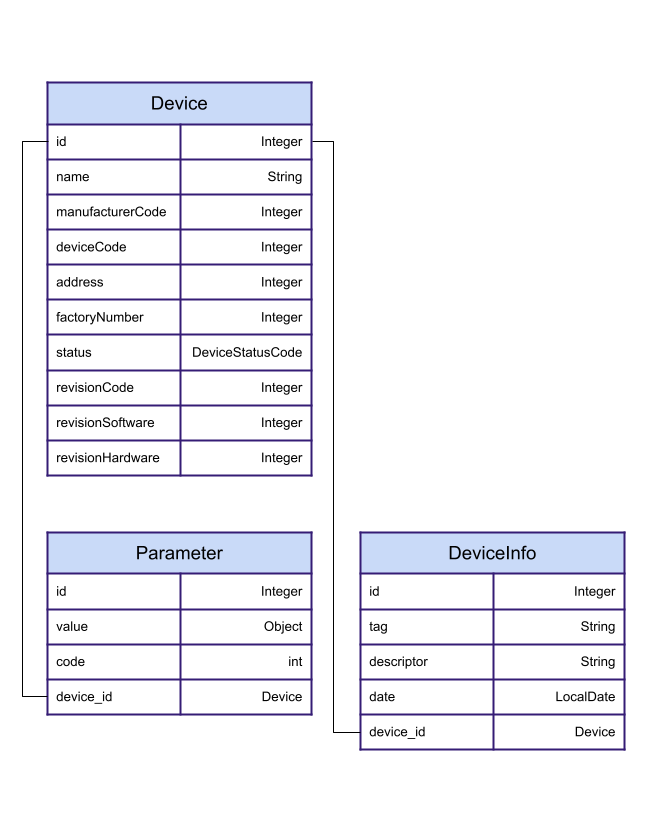 Device
id Integer
name String
manufacturerCode Integer
deviceCode Integer
address Integer
factoryNumber Integer
status DeviceStatusCode
revisionCode Integer
revisionSoftware Integer
revisionHardware Integer
Parameter
id Integer
value Object
code int
device_id Device
DeviceInfo
id Integer
tag String
descriptor String
date LocalDate
device_id Device